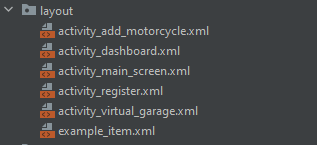 layout
activity_add_motorcycle.xml
activity_dashboard.xml
activity_main_screen.xml
activity_register.xml
activity_virtual_garage.xml
example_item.xml